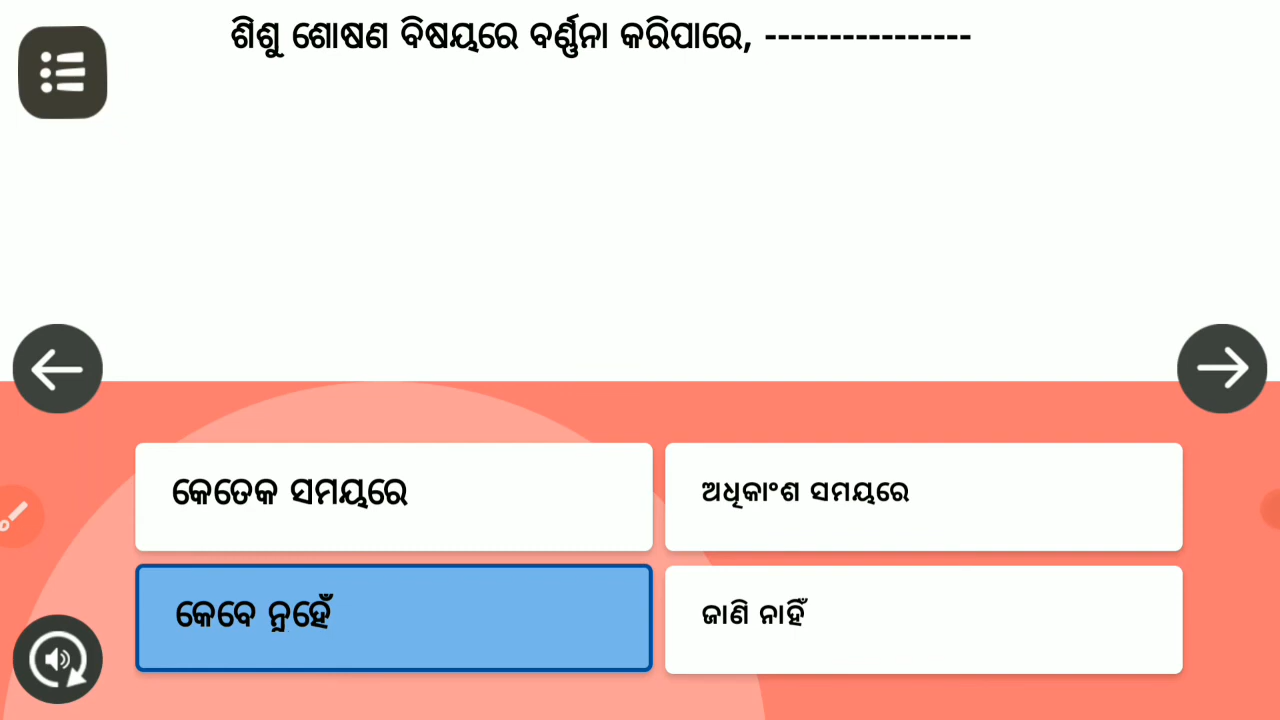 ଶିଶୁ ଶୋଷଣ ବିଷୟରେ ବର୍ଣ୍ଣନା କରିପାରେ, ----------------
କେତେକ ସମୟରେ
ଅଧିକାଂଶ ସମୟରେ
କେବେ ନୁହେଁ
ଜାଣି ନାହିଁ